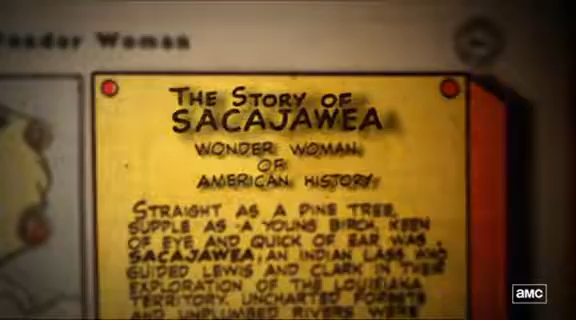 Wonder Woman
THE STORY OF
SACAJAWEA
WONDER WOMAN
OF
AMERICAN HISTORY
STRAIGHT AS A PINE TREE,
SUPPLE AS A YOUNG BIRCH, KEEN
OF EYE AND QUICK OF EAR WAS
SACAJAWEA, AN INDIAN LASS WHO
GUIDED LEWIS AND CLARK IN THEIR
EXPLORATION OF THE LOUISIANA
TERRITORY. UNCHARTED FORESTS
AND UNPLUMBED RIVERS WERE
amc